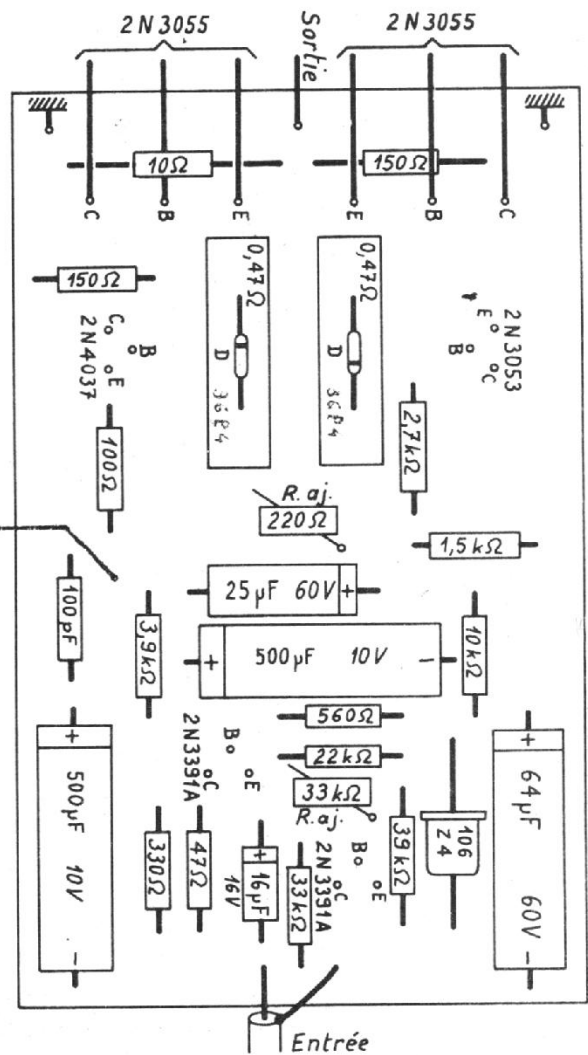 2N3055
Sortie
2N3055
10Ω
150Ω
C
B
E
E
B
C
0,47Ω
D
36P4
0,47Ω
D
36P4
150Ω
C
B
E
2N4037
E
B
C
2N3053
100Ω
2,7kΩ
R. aj.
220Ω
1,5kΩ
100pF
3,9kΩ
25µF 60V +
+ 500µF 10V -
10kΩ
560Ω
22kΩ
33kΩ
R.aj.
2N3391A
B
E
C
+ 500µF 10V -
330Ω
47Ω
+ 16µF
16V
33kΩ
2N3391A
B
C
E
39kΩ
106
z4
+ 64µF 60V -
Entrée